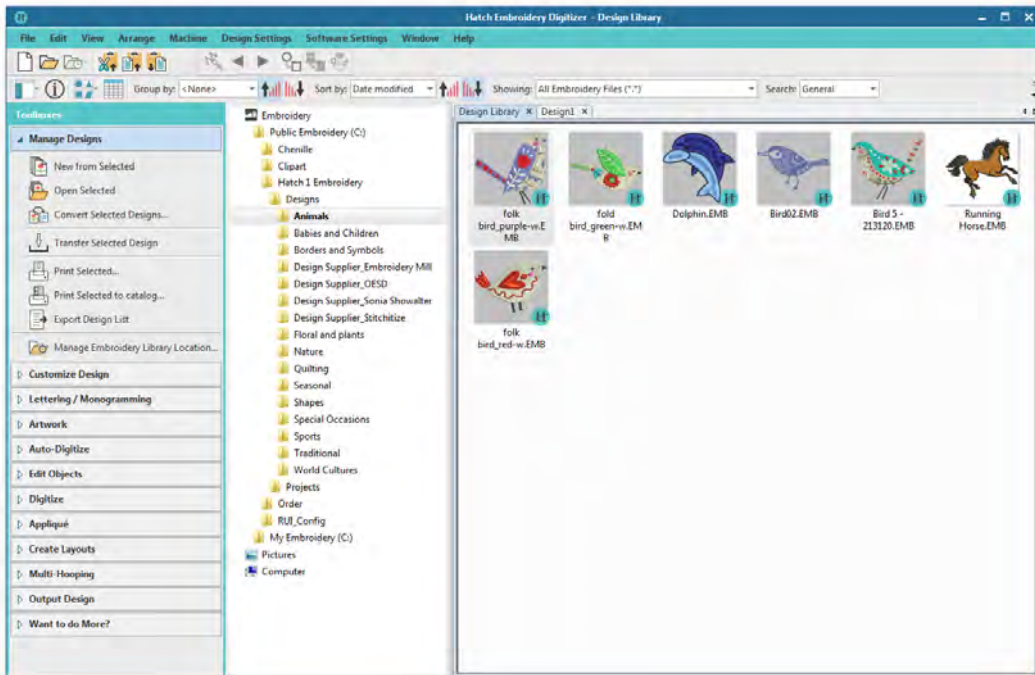 Hatch Embroidery Digitizer - Design Library
File Edit View Arrange Machine Design Settings Software Settings Window Help
Group by: <None> Sort by: Date modified Showing: All Embroidery Files (*.*) Search: General
Toolboxes
Manage Designs
New from Selected
Open Selected
Convert Selected Designs...
Transfer Selected Design
Print Selected...
Print Selected to catalog...
Export Design List
Manage Embroidery Library Location...
Customize Design
Lettering / Monogramming
Artwork
Auto-Digitize
Edit Objects
Digitize
Appliqué
Create Layouts
Multi-Hooping
Output Design
Want to do More?
Embroidery
Public Embroidery (C:)
Chenille
Clipart
Hatch 1 Embroidery
Designs
Animals
Babies and Children
Borders and Symbols
Design Supplier_Embroidery Mill
Design Supplier_OESD
Design Supplier_Sonia Showalter
Design Supplier_Stitchitize
Floral and plants
Nature
Quilting
Seasonal
Shapes
Special Occasions
Sports
Traditional
World Cultures
Projects
Order
RUI_Config
My Embroidery (C:)
Pictures
Computer
Design Library Design1
folk
bird_purple-w.E
MB
fold
bird_green-w.EM
B
Dolphin.EMB
Bird02.EMB
Bird 5 -
213120.EMB
Running
Horse.EMB
folk
bird_red-w.EMB